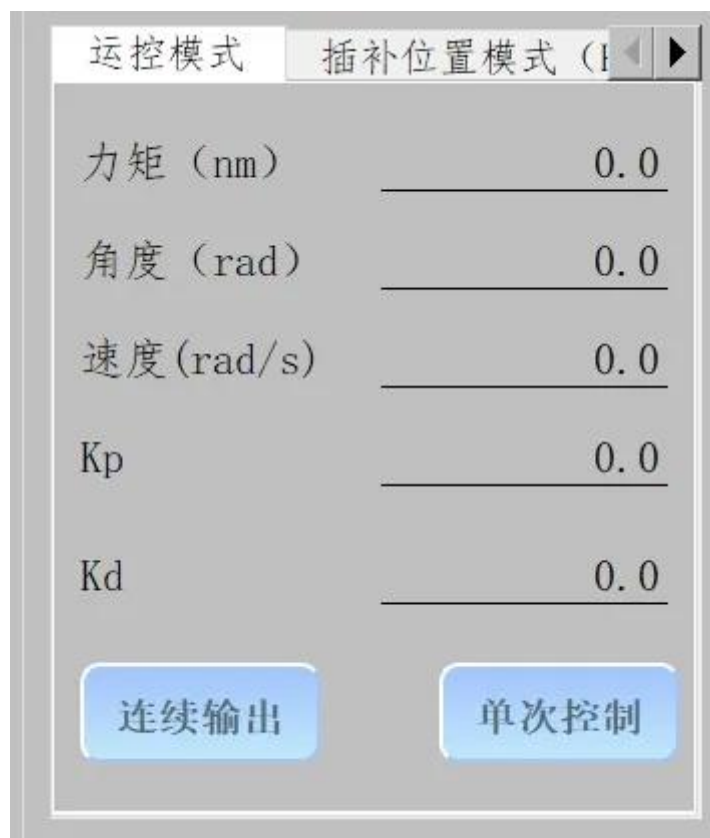 运控模式 插补位置模式（
力矩（nm） 0.0
角度（rad） 0.0
速度(rad/s) 0.0
Kp 0.0
Kd 0.0
连续输出 单次控制